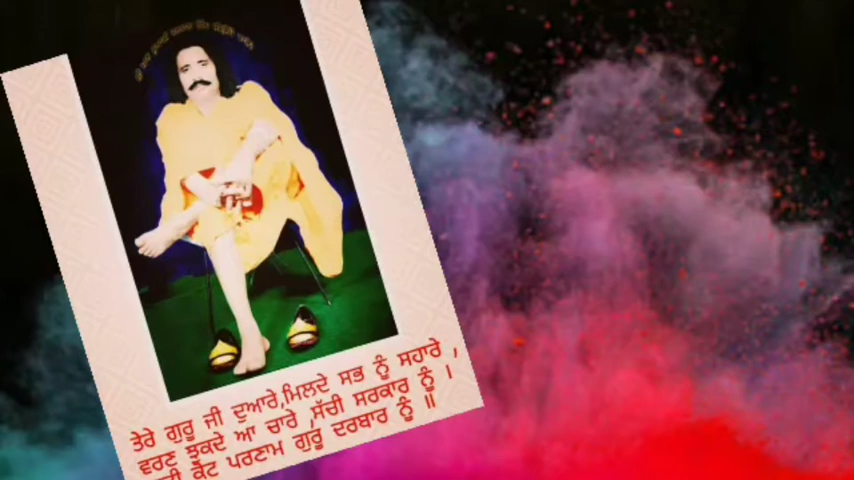 ਤੇਰੇ ਗੁਰੂ ਜੀ ਦੁਆਰੇ,ਮਿਲਦੇ ਸਭ ਨੂੰ ਸਹਾਰੇ ,
ਵਰਣ ਝੁਕਦੇ ਆ ਚਾਰੇ ,ਸੱਚੀ ਸਰਕਾਰ ਨੂੰ ।
ਕੋਟ ਪਰਣਾਮ ਗੁਰੂ ਦਰਬਾਰ ਨੂੰ ॥